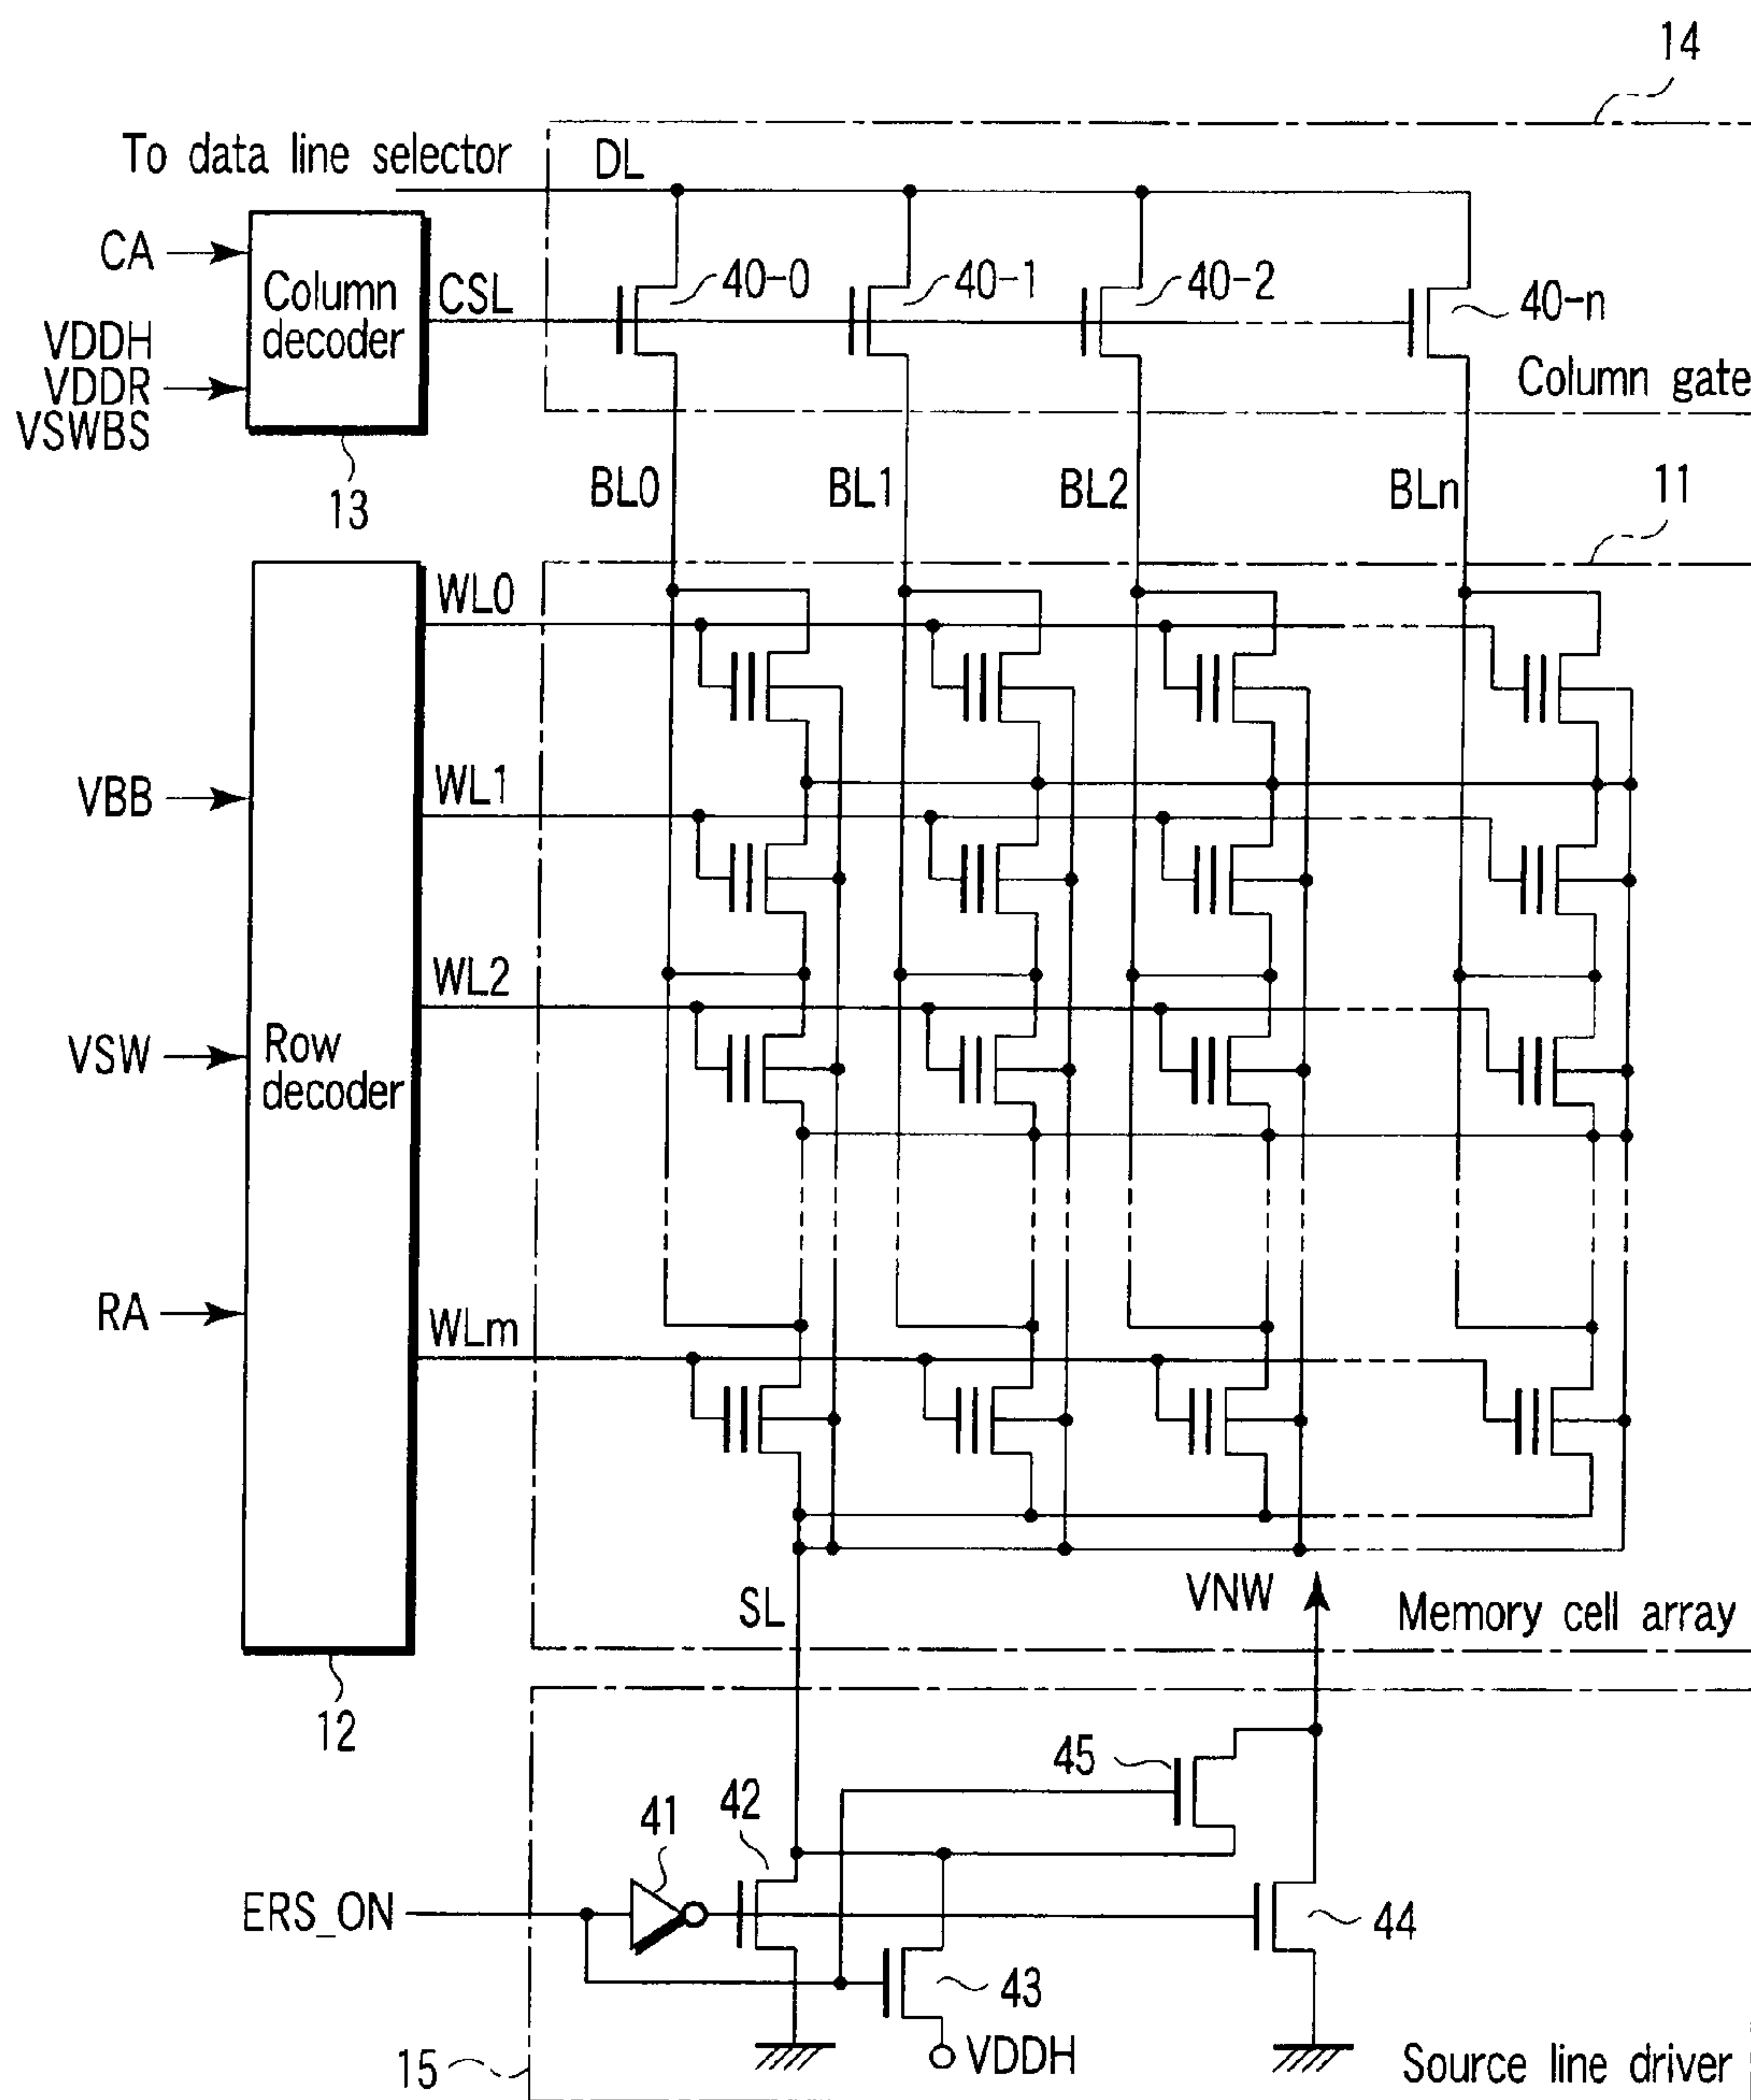 14
To data line selector
DL
CA
Column
decoder
CSL
40-0
40-1
40-2
40-n
VDDH
VDDR
VSWBS
Column gate
13
BL0
BL1
BL2
BLn
11
WL0
VBB
WL1
WL2
VSW
Row
decoder
RA
WLm
SL
VNW
Memory cell array
12
45
42
41
ERS_ON
44
43
15
VDDH
Source line driver